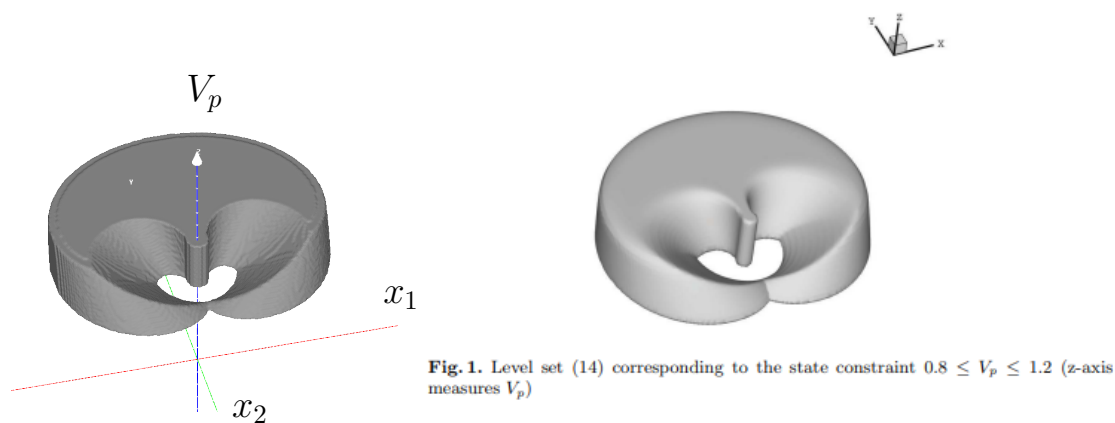 V_p
Z
Y
x_1
x_2
Y
Z
X
Fig. 1. Level set (14) corresponding to the state constraint 0.8 ≤ V_p ≤ 1.2 (z-axis
measures V_p)